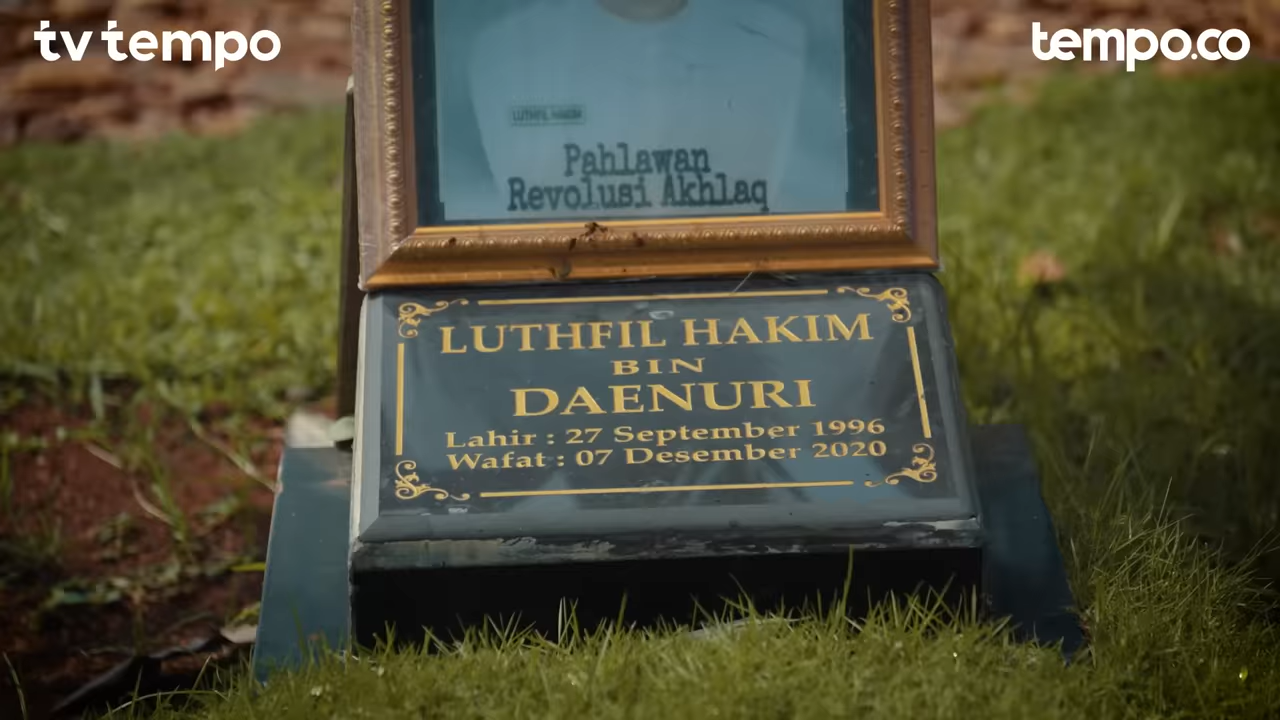 tv tempo
tempo.co
LUTHFIL HAKIM
Pahlawan
Revolusi Akhlaq
LUTHFIL HAKIM
BIN
DAENURI
Lahir : 27 September 1996
Wafat : 07 Desember 2020